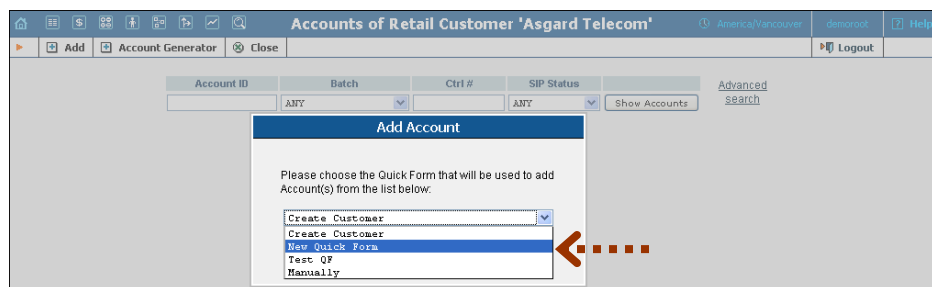 Accounts of Retail Customer 'Asgard Telecom' America/Vancouver demoroot Help
Add Account Generator Close Logout
Account ID Batch Ctrl # SIP Status
ANY ANY Show Accounts Advanced search
Add Account
Please choose the Quick Form that will be used to add
Account(s) from the list below:
Create Customer
Create Customer
New Quick Form
Test QF
Manually